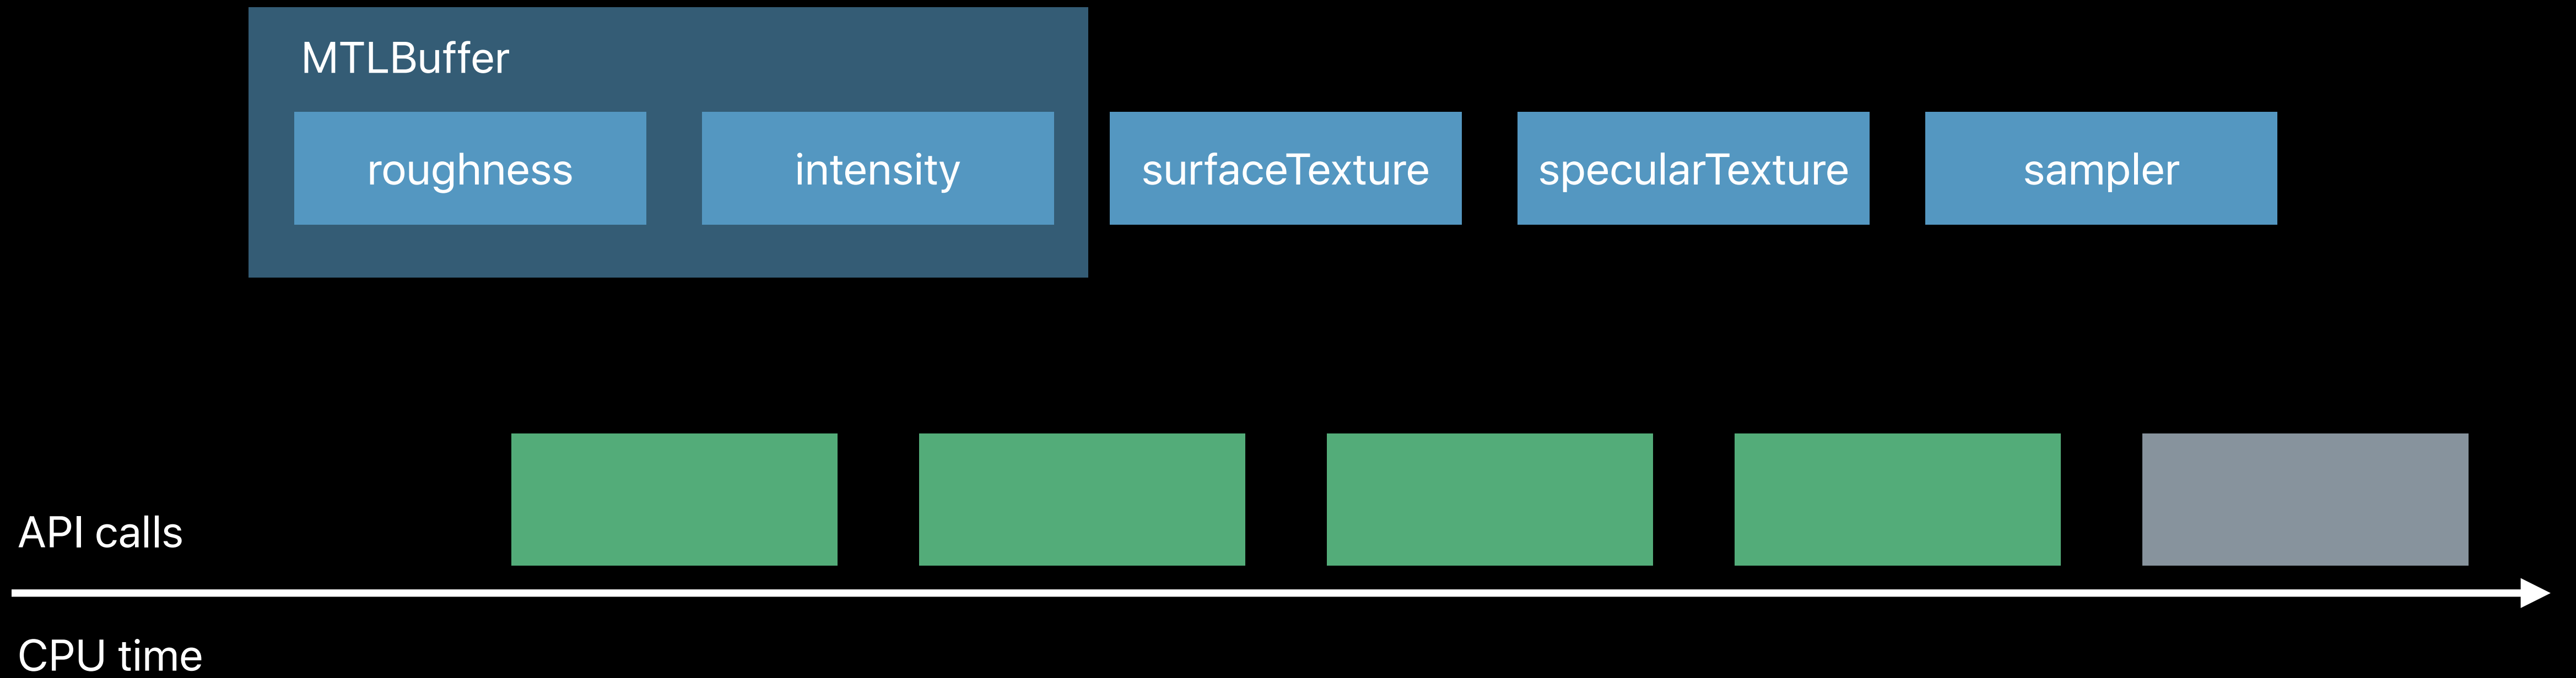 MTLBuffer
roughness
intensity
surfaceTexture
specularTexture
sampler
API calls
CPU time